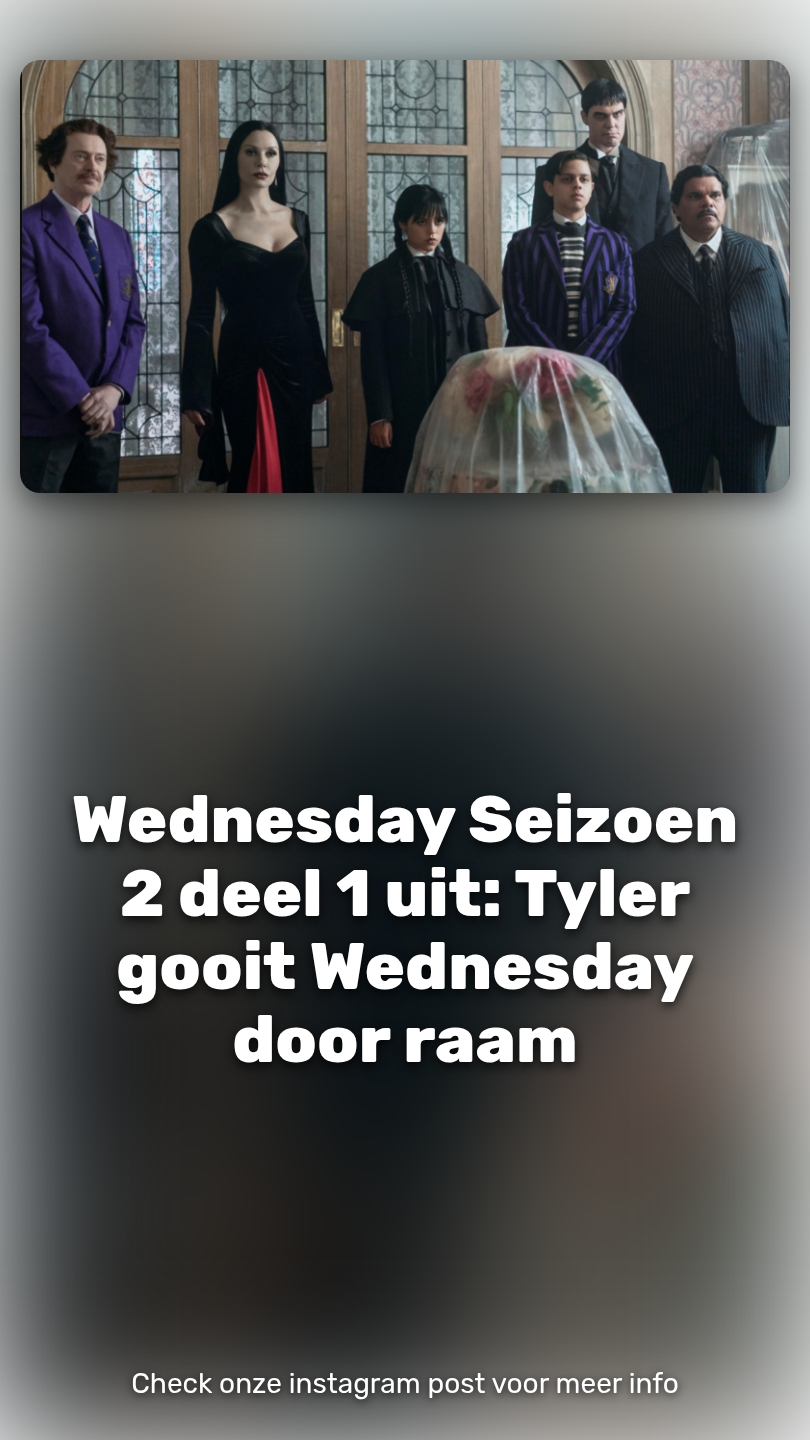 Wednesday Seizoen
2 deel 1 uit: Tyler
gooit Wednesday
door raam
Check onze instagram post voor meer info